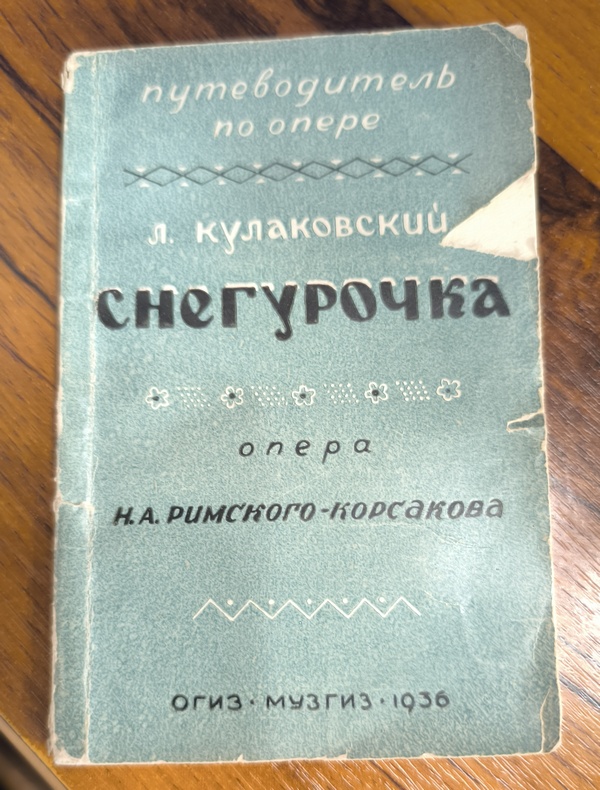 путеводитель
по опере
л. кулаковский
снегурочка
опера
Н.А. Римского-Корсакова
ОГИЗ · МУЗГИЗ · 1936